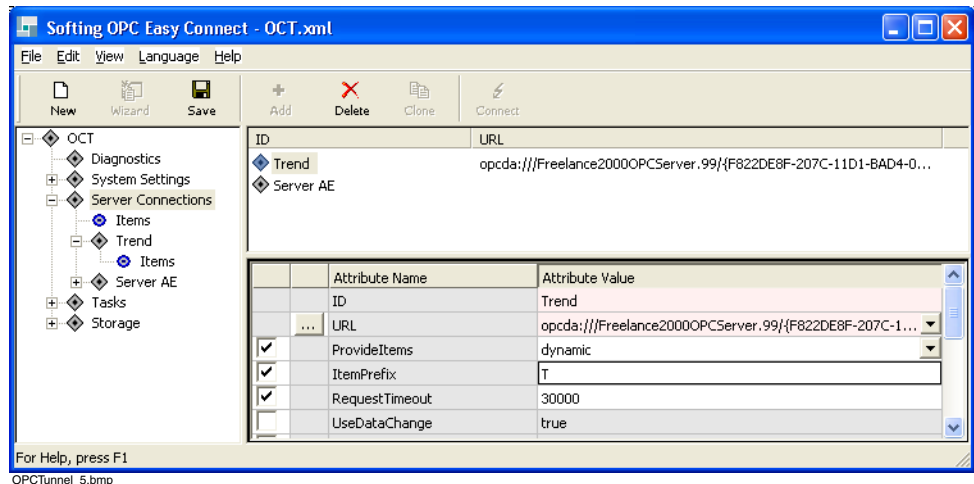 Softing OPC Easy Connect - OCT.xml
File Edit View Language Help
New Wizard Save Add Delete Clone Connect
OCT
Diagnostics
System Settings
Server Connections
Items
Trend
Items
Server AE
Tasks
Storage
ID URL
Trend opcda:///Freelance2000OPCServer.99/{F822DE8F-207C-11D1-BAD4-0...
Server AE
Attribute Name Attribute Value
ID Trend
... URL opcda:///Freelance2000OPCServer.99/{F822DE8F-207C-1...
ProvideItems dynamic
ItemPrefix T
RequestTimeout 30000
UseDataChange true
For Help, press F1
OPCTunnel_5.bmp